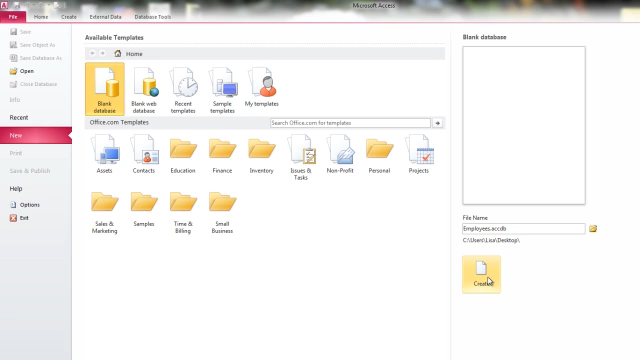 Microsoft Access
File Home Create External Data Database Tools
Save
Save Object As
Save Database As
Open
Close Database
Info
Recent
New
Print
Save & Publish
Help
Options
Exit
Available Templates
Home
Blank database
Blank web database
Recent templates
Sample templates
My templates
Office.com Templates
Search Office.com for templates
Assets
Contacts
Education
Finance
Inventory
Issues & Tasks
Non-Profit
Personal
Projects
Sales & Marketing
Samples
Time & Billing
Small Business
Blank database
File Name
Employees.accdb
C:\Users\Lisa\Desktop\
Create